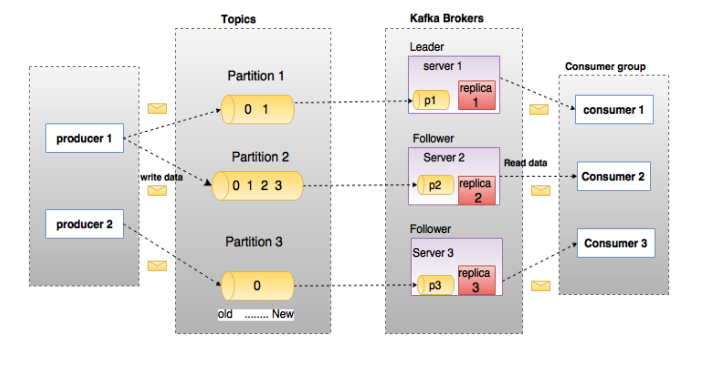 Topics
Kafka Brokers
Consumer group
producer 1
producer 2
write data
Partition 1
0 1
Partition 2
0 1 2 3
Partition 3
0
old ........ New
Leader
server 1
p1
replica
1
Follower
Server 2
p2
replica
2
Follower
Server 3
p3
replica
3
Read data
consumer 1
Consumer 2
Consumer 3